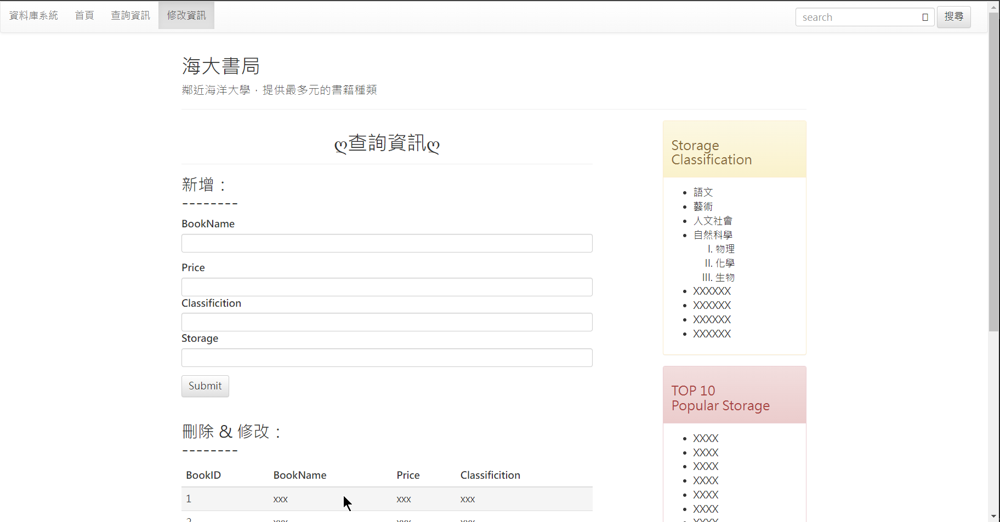 資料庫系統 首頁 查詢資訊 修改資訊 search 搜尋
海大書局
鄰近海洋大學，提供最多元的書籍種類
ღ查詢資訊ღ
新增：
--------
BookName
Price
Classificition
Storage
Submit
刪除 & 修改：
--------
BookID BookName Price Classificition
1 xxx xxx xxx
2 xxx xxx xxx
Storage
Classification
語文
藝術
人文社會
自然科學
I. 物理
II. 化學
III. 生物
XXXXXX
XXXXXX
XXXXXX
XXXXXX
TOP 10
Popular Storage
XXXX
XXXX
XXXX
XXXX
XXXX
XXXX
XXXX